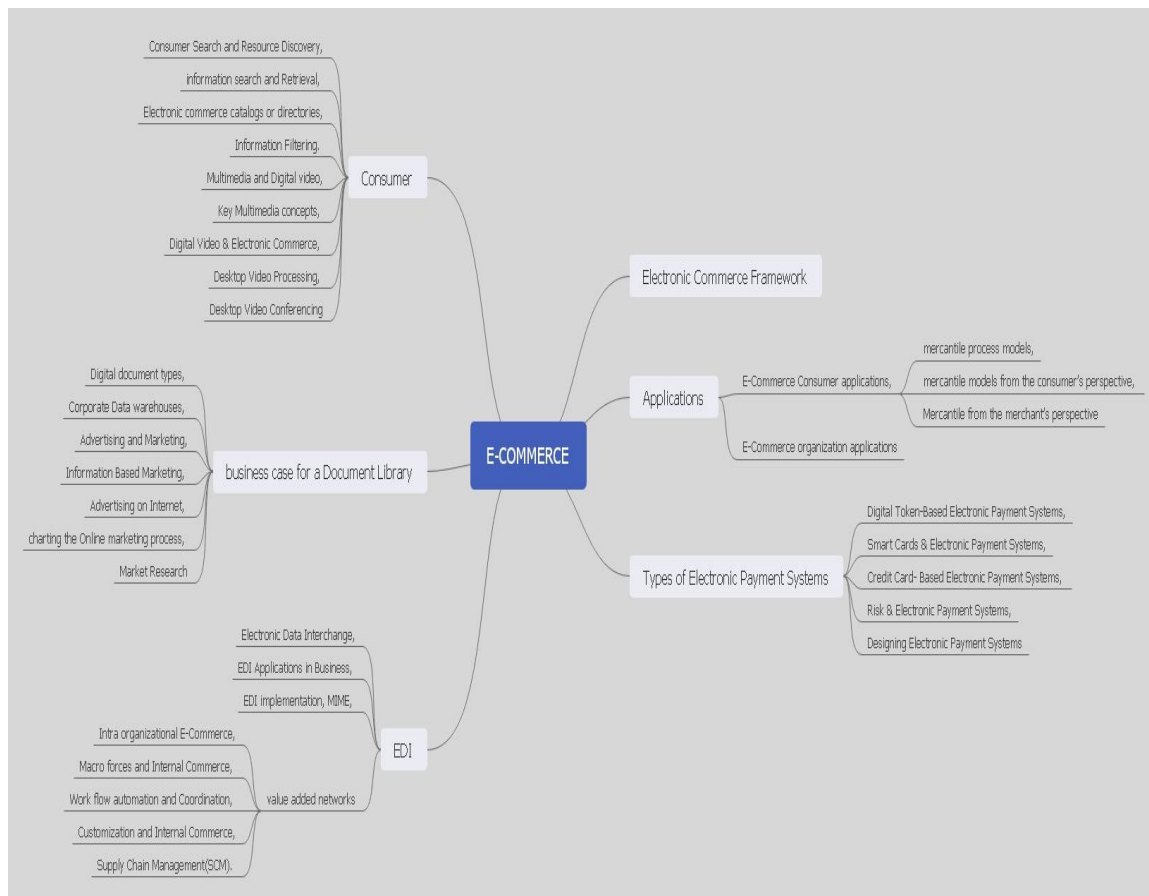 E-COMMERCE
Consumer
Consumer Search and Resource Discovery,
information search and Retrieval,
Electronic commerce catalogs or directories,
Information Filtering.
Multimedia and Digital video,
Key Multimedia concepts,
Digital Video & Electronic Commerce,
Desktop Video Processing,
Desktop Video Conferencing
business case for a Document Library
Digital document types,
Corporate Data warehouses,
Advertising and Marketing,
Information Based Marketing,
Advertising on Internet,
charting the Online marketing process,
Market Research
EDI
Electronic Data Interchange,
EDI Applications in Business,
EDI implementation, MIME,
value added networks
Intra organizational E-Commerce,
Macro forces and Internal Commerce,
Work flow automation and Coordination,
Customization and Internal Commerce,
Supply Chain Management(SCM).
Electronic Commerce Framework
Applications
E-Commerce Consumer applications,
mercantile process models,
mercantile models from the consumer's perspective,
Mercantile from the merchant's perspective
E-Commerce organization applications
Types of Electronic Payment Systems
Digital Token-Based Electronic Payment Systems,
Smart Cards & Electronic Payment Systems,
Credit Card- Based Electronic Payment Systems,
Risk & Electronic Payment Systems,
Designing Electronic Payment Systems